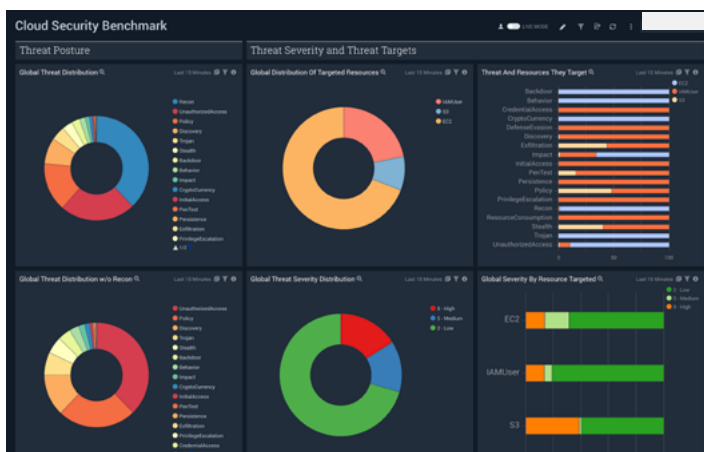 Cloud Security Benchmark
LIVE MODE
Threat Posture
Threat Severity and Threat Targets
Global Threat Distribution
Last 15 Minutes
Recon
UnauthorizedAccess
Policy
Discovery
Trojan
Stealth
Backdoor
Behavior
Impact
CryptoCurrency
InitialAccess
PenTest
Persistence
Exfiltration
PrivilegeEscalation
1/2
Global Distribution Of Targeted Resources
Last 15 Minutes
IAMUser
S3
EC2
Threat And Resources They Target
Last 15 Minutes
EC2
IAMUser
S3
Backdoor
Behavior
CredentialAccess
CryptoCurrency
DefenseEvasion
Discovery
Exfiltration
Impact
InitialAccess
PenTest
Persistence
Policy
PrivilegeEscalation
Recon
ResourceConsumption
Stealth
Trojan
UnauthorizedAccess
0 50 100
Global Threat Distribution w/o Recon
Last 15 Minutes
UnauthorizedAccess
Policy
Discovery
Trojan
Stealth
Backdoor
Behavior
Impact
CryptoCurrency
InitialAccess
PenTest
Persistence
Exfiltration
PrivilegeEscalation
CredentialAccess
Global Threat Severity Distribution
Last 15 Minutes
8 - High
5 - Medium
2 - Low
Global Severity By Resource Targeted
Last 15 Minutes
2 - Low
5 - Medium
8 - High
EC2
IAMUser
S3